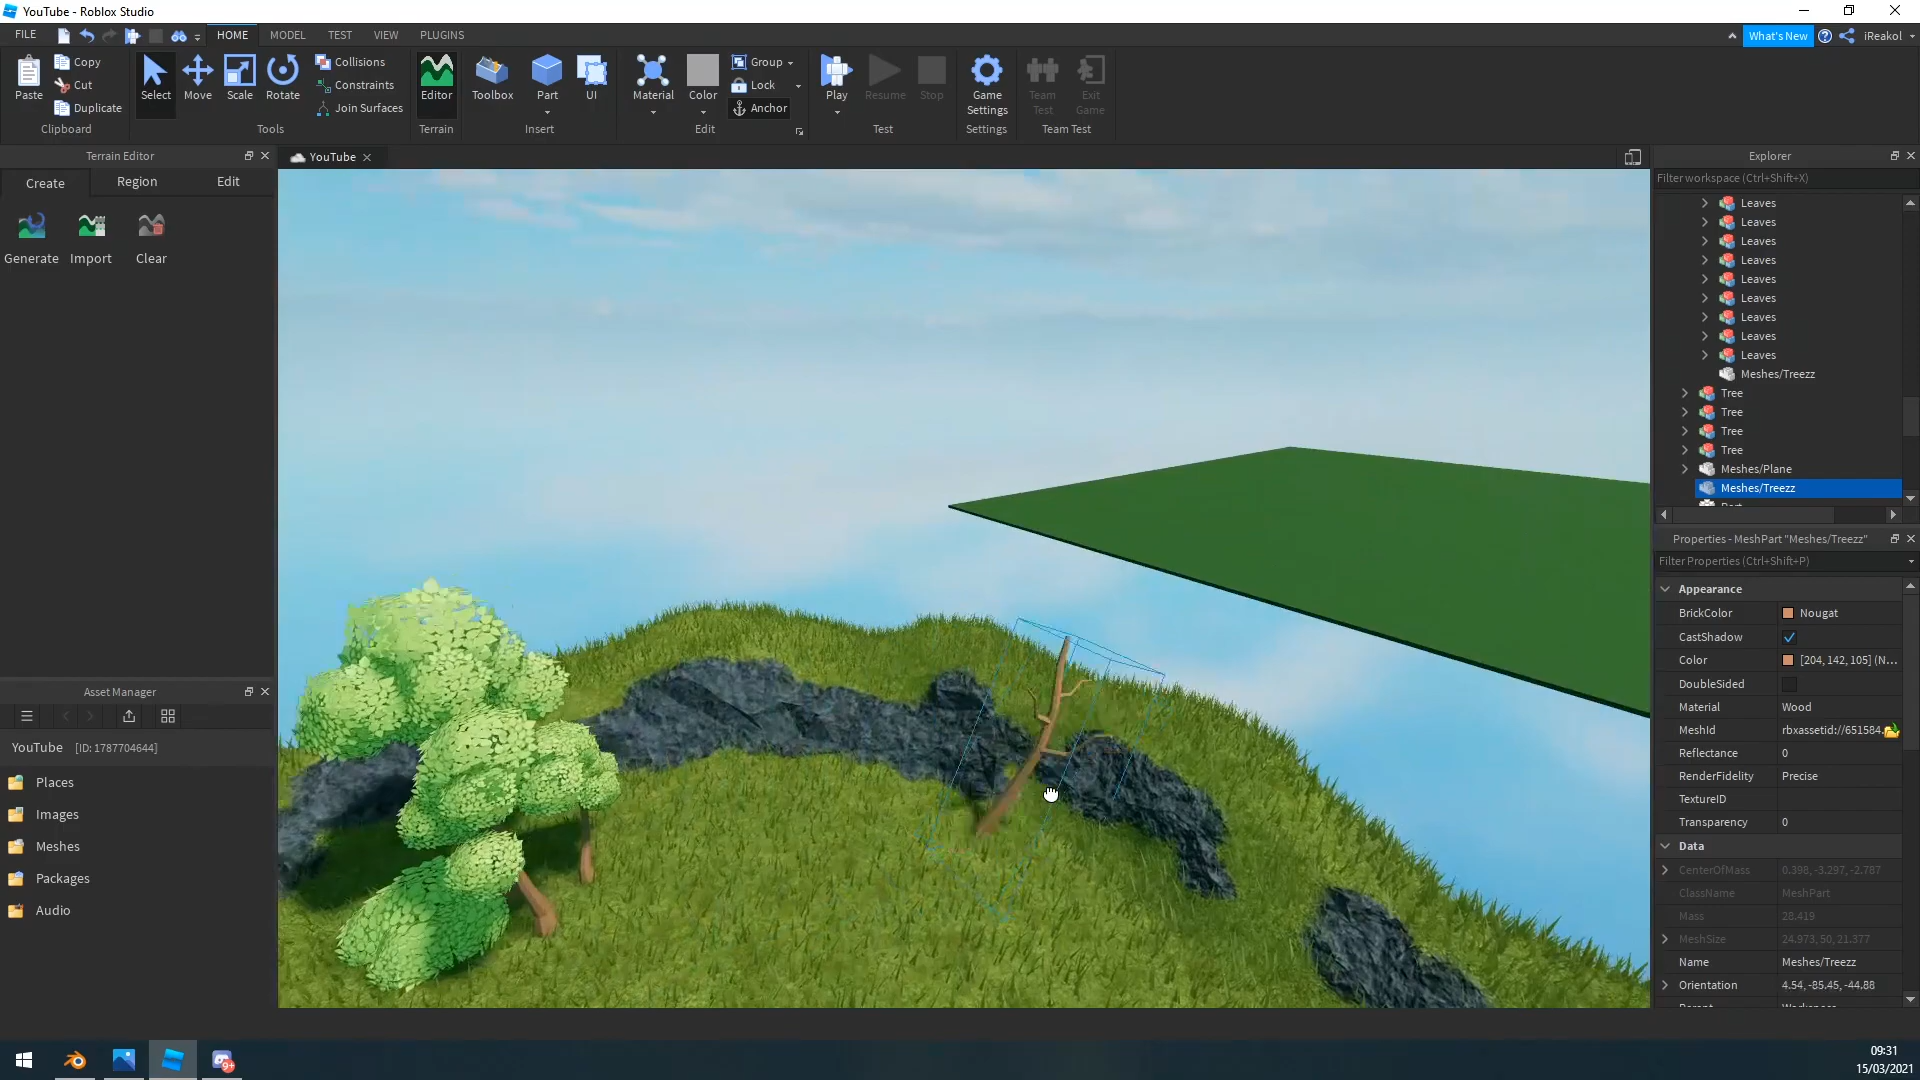 YouTube - Roblox Studio
FILE
HOME
MODEL
TEST
VIEW
PLUGINS
What's New
iReakol
Paste
Copy
Cut
Duplicate
Clipboard
Select
Move
Scale
Rotate
Collisions
Constraints
Join Surfaces
Tools
Editor
Terrain
Toolbox
Part
UI
Insert
Material
Color
Group
Lock
Anchor
Edit
Play
Resume
Stop
Test
Game
Settings
Settings
Team
Test
Exit
Game
Team Test
Terrain Editor
Create
Region
Edit
Generate
Import
Clear
Asset Manager
YouTube [ID: 1787704644]
Places
Images
Meshes
Packages
Audio
YouTube
Explorer
Filter workspace (Ctrl+Shift+X)
Leaves
Leaves
Leaves
Leaves
Leaves
Leaves
Leaves
Leaves
Leaves
Meshes/Treezz
Tree
Tree
Tree
Tree
Meshes/Plane
Meshes/Treezz
Properties - MeshPart "Meshes/Treezz"
Filter Properties (Ctrl+Shift+P)
Appearance
BrickColor Nougat
CastShadow
Color [204, 142, 105] (N...
DoubleSided
Material Wood
MeshId rbxassetid://651584.
Reflectance 0
RenderFidelity Precise
TextureID
Transparency 0
Data
CenterOfMass 0.398, -3.297, -2.787
ClassName MeshPart
Mass 28.419
MeshSize 24.973, 50, 21.377
Name Meshes/Treezz
Orientation 4.54, -85.45, -44.88
9+
09:31
15/03/2021